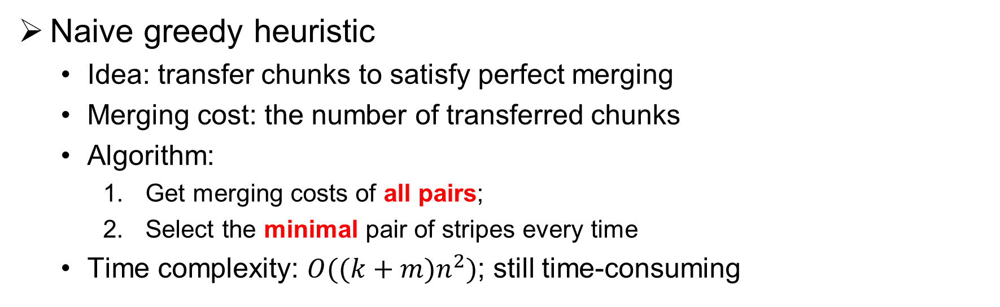 ➢ Naive greedy heuristic
• Idea: transfer chunks to satisfy perfect merging
• Merging cost: the number of transferred chunks
• Algorithm:
1. Get merging costs of all pairs;
2. Select the minimal pair of stripes every time
• Time complexity: 𝑂((𝑘 + 𝑚)𝑛²); still time-consuming